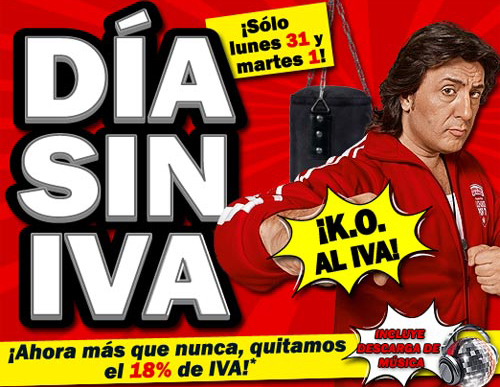 ¡Sólo
lunes 31 y
martes 1!
DÍA
SIN
IVA
¡K.O.
AL IVA!
¡Ahora más que nunca, quitamos
el 18% de IVA!*
INCLUYE
DESCARGA DE
MÚSICA